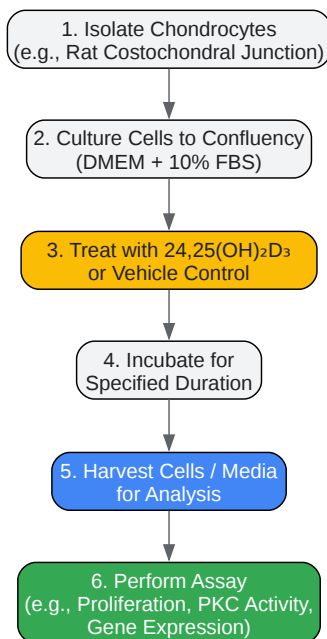 1. Isolate Chondrocytes
(e.g., Rat Costochondral Junction)
2. Culture Cells to Confluency
(DMEM + 10% FBS)
3. Treat with 24,25(OH)₂D₃
or Vehicle Control
4. Incubate for
Specified Duration
5. Harvest Cells / Media
for Analysis
6. Perform Assay
(e.g., Proliferation, PKC Activity,
Gene Expression)